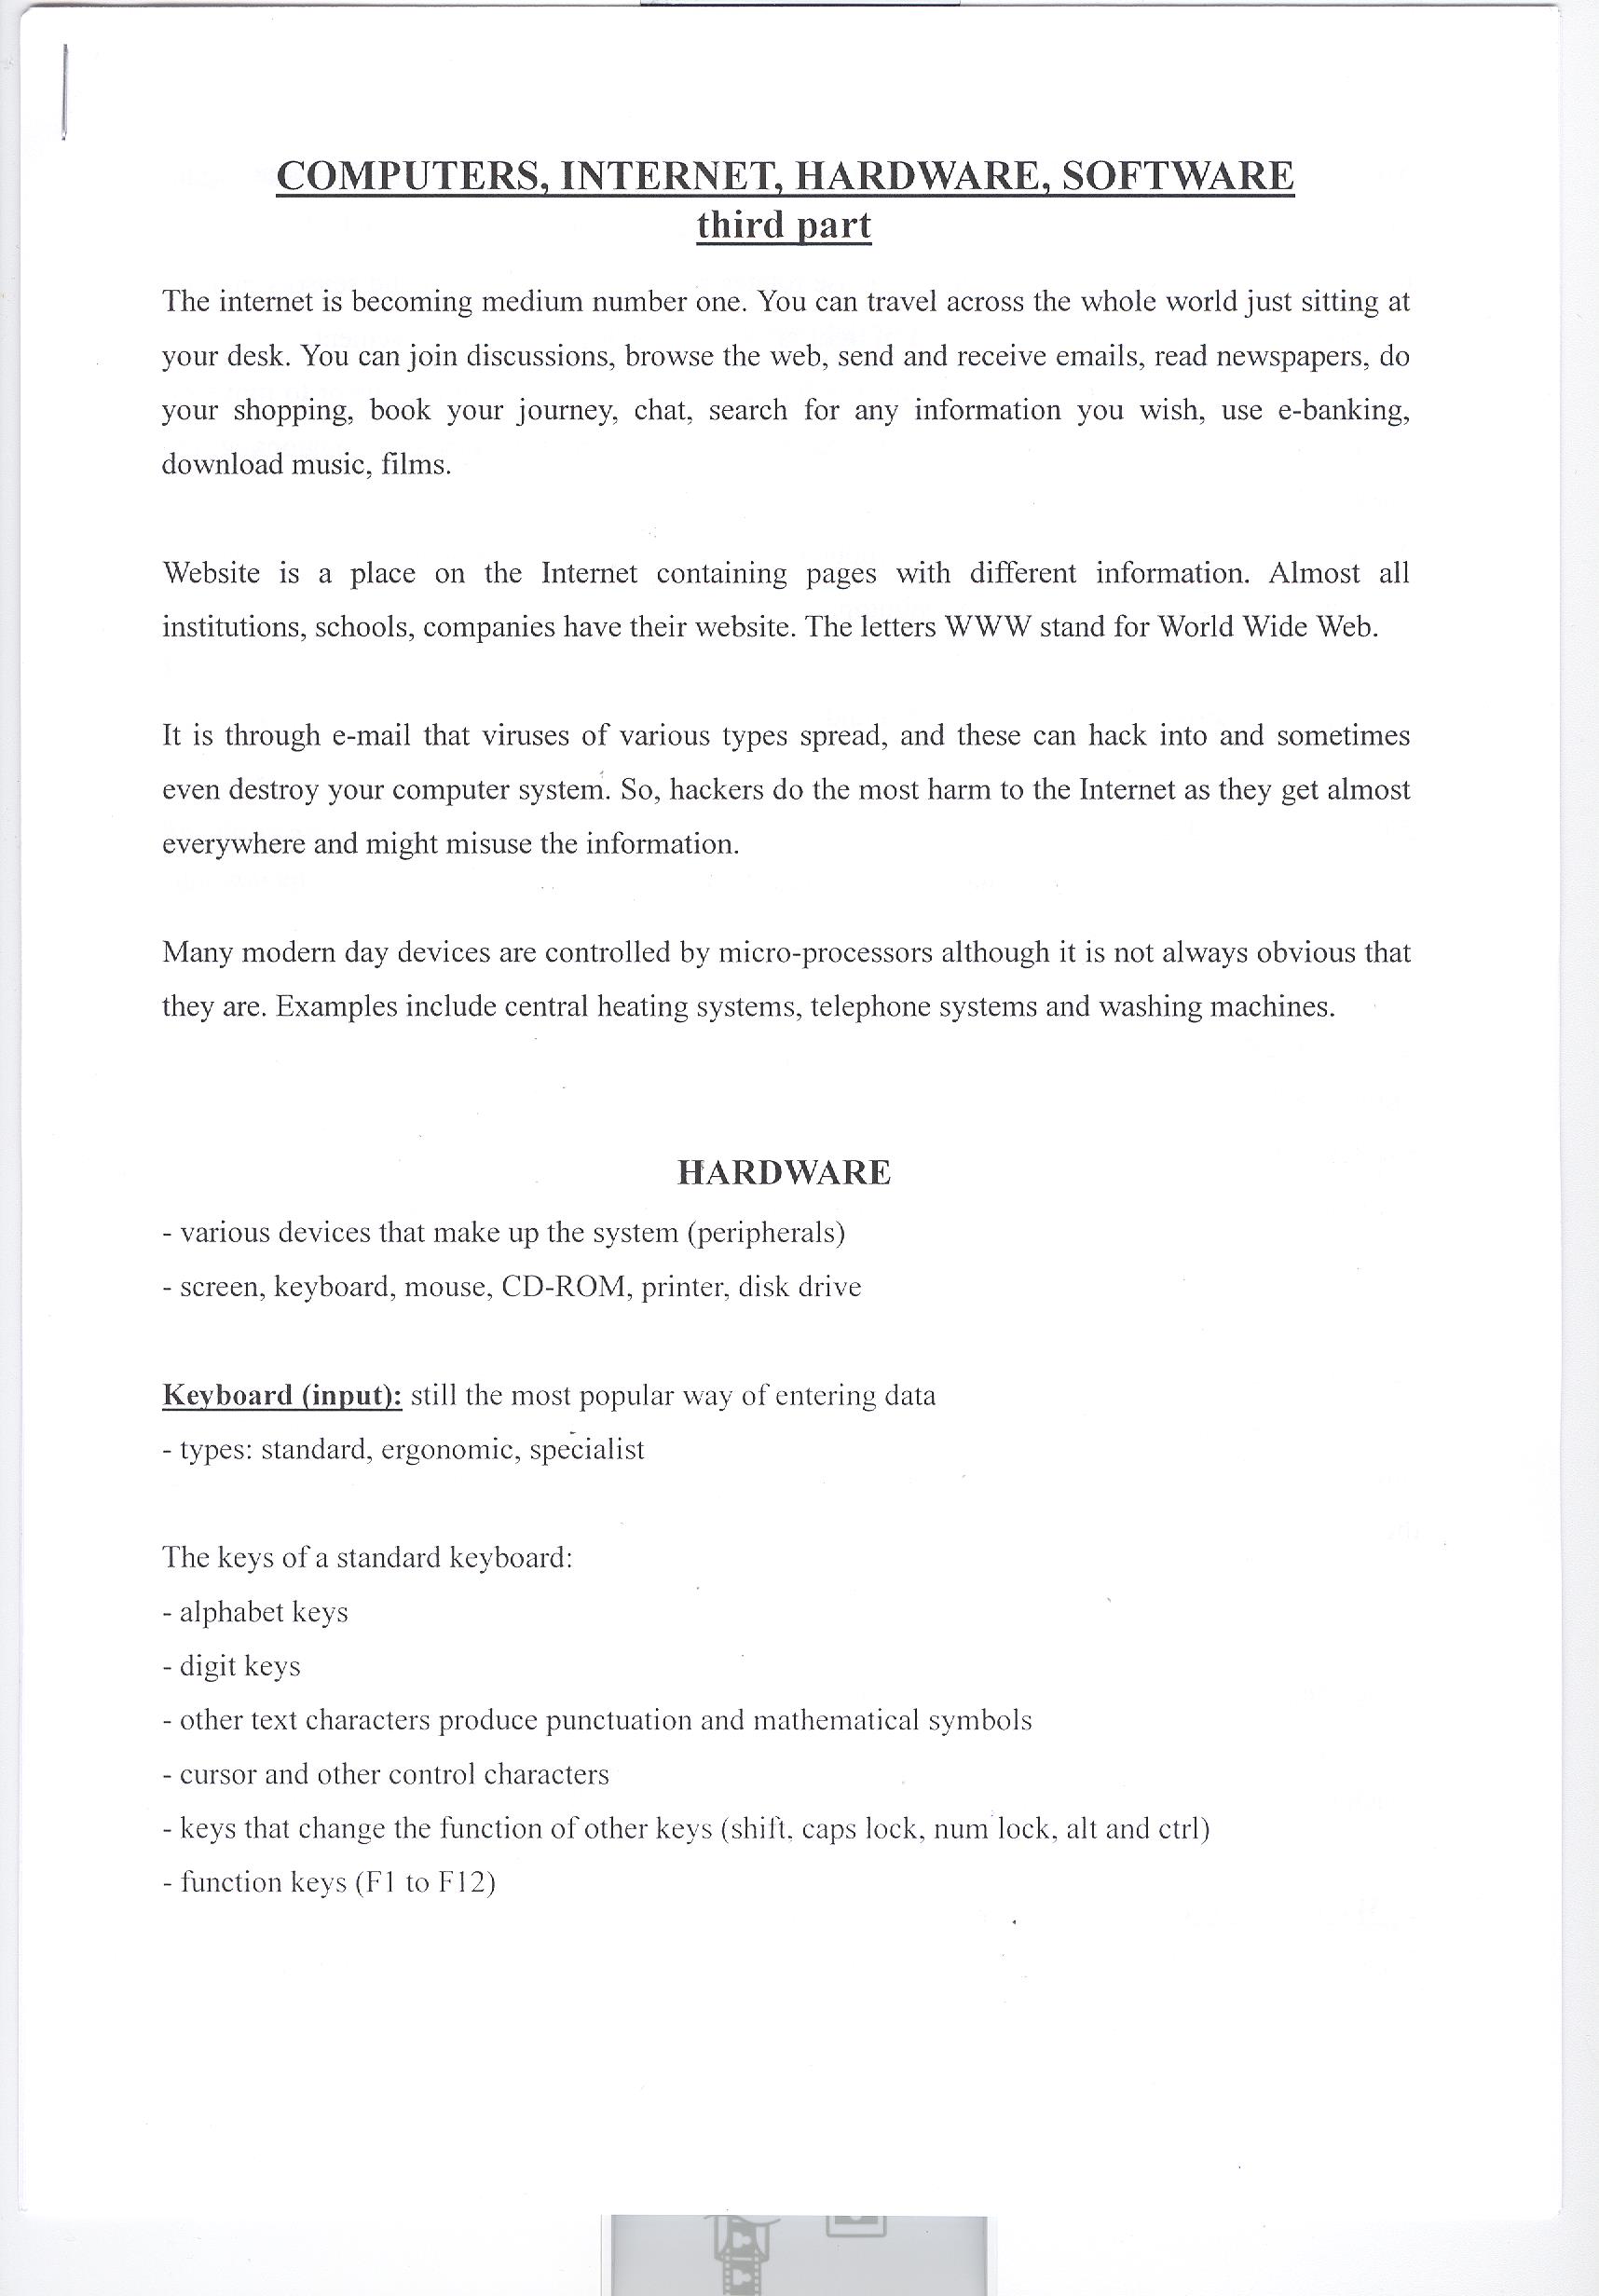 COMPUTERS, INTERNET, HARDWARE, SOFTWARE
third part
The internet is becoming medium number one. You can travel across the whole world just sitting at
your desk. You can join discussions, browse the web, send and receive emails, read newspapers, do
your shopping, book your journey, chat, search for any information you wish, use e-banking,
download music, films.
Website is a place on the Internet containing pages with different information. Almost all
institutions, schools, companies have their website. The letters WWW stand for World Wide Web.
It is through e-mail that viruses of various types spread, and these can hack into and sometimes
even destroy your computer system. So, hackers do the most harm to the Internet as they get almost
everywhere and might misuse the information.
Many modern day devices are controlled by micro-processors although it is not always obvious that
they are. Examples include central heating systems, telephone systems and washing machines.
HARDWARE
- various devices that make up the system (peripherals)
- screen, keyboard, mouse, CD-ROM, printer, disk drive
Keyboard (input): still the most popular way of entering data
- types: standard, ergonomic, specialist
The keys of a standard keyboard:
- alphabet keys
- digit keys
- other text characters produce punctuation and mathematical symbols
- cursor and other control characters
- keys that change the function of other keys (shift, caps lock, num lock, alt and ctrl)
- function keys (F1 to F12)